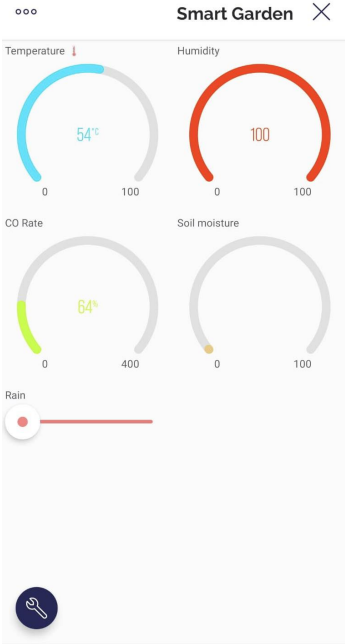 Smart Garden
Temperature
Humidity
54°C
100
0
100
0
100
CO Rate
Soil moisture
64%
0
400
0
100
Rain